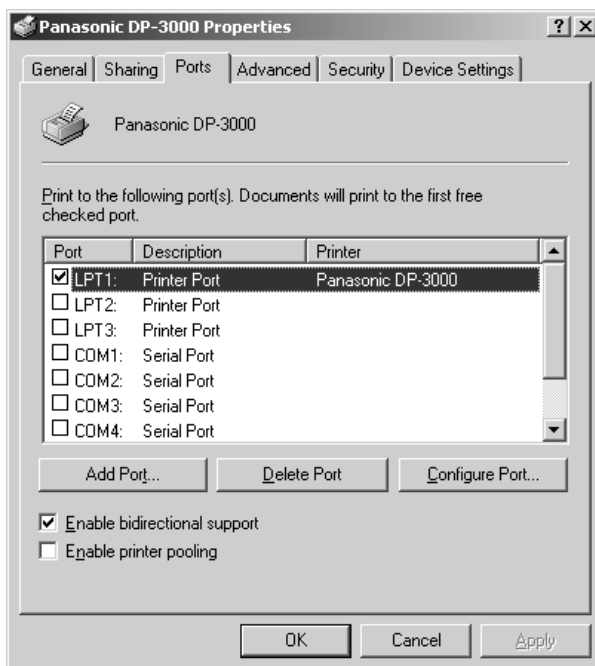 Panasonic DP-3000 Properties ? X
General Sharing Ports Advanced Security Device Settings
Panasonic DP-3000
Print to the following port(s). Documents will print to the first free
checked port.
Port Description Printer
LPT1: Printer Port Panasonic DP-3000
LPT2: Printer Port
LPT3: Printer Port
COM1: Serial Port
COM2: Serial Port
COM3: Serial Port
COM4: Serial Port
Add Port... Delete Port Configure Port...
Enable bidirectional support
Enable printer pooling
OK Cancel Apply